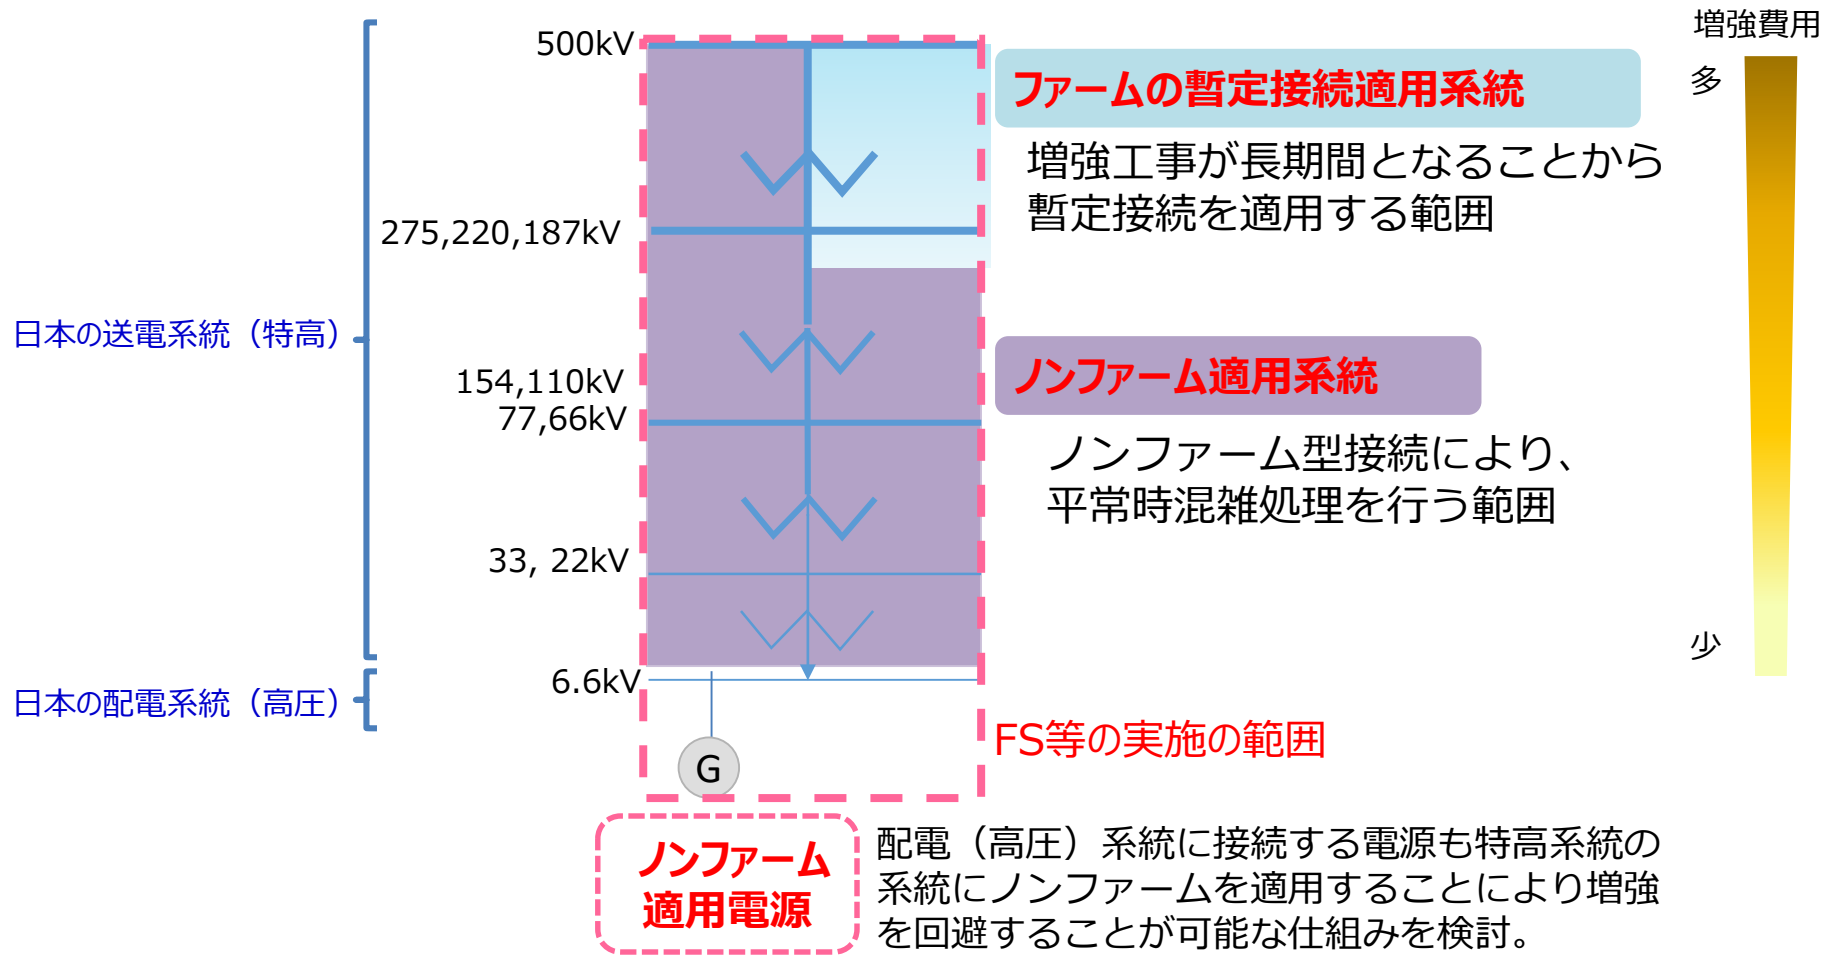 増強費用
多
少
500kV
275,220,187kV
154,110kV
77,66kV
33, 22kV
6.6kV
日本の送電系統（特高）
日本の配電系統（高圧）
ファームの暫定接続適用系統
増強工事が長期間となることから
暫定接続を適用する範囲
ノンファーム適用系統
ノンファーム型接続により、
平常時混雑処理を行う範囲
FS等の実施の範囲
G
ノンファーム
適用電源
配電（高圧）系統に接続する電源も特高系統の
系統にノンファームを適用することにより増強
を回避することが可能な仕組みを検討。